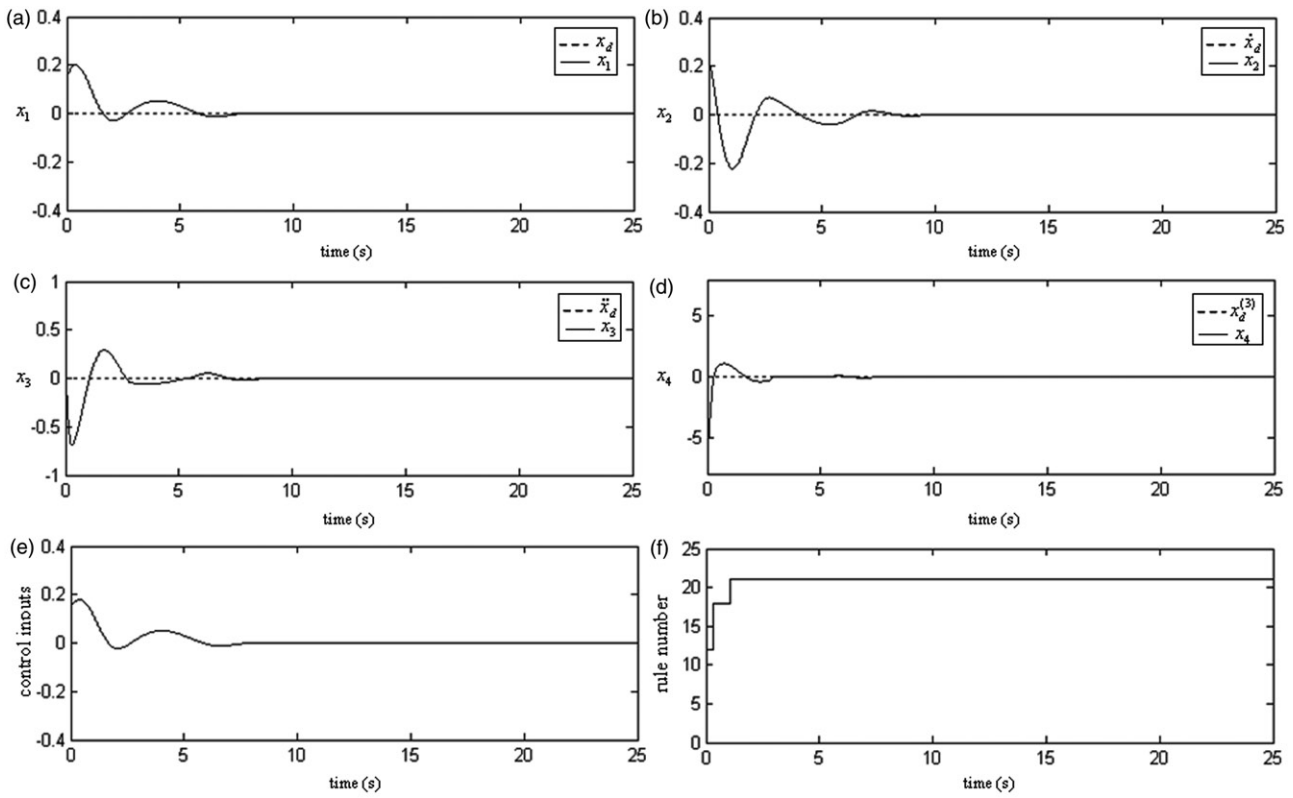 (a)
0.4
0.2
0
-0.2
-0.4
x₁
x_d
x₁
0 5 10 15 20 25
time (s)
(b)
0.4
0.2
0
-0.2
-0.4
x₂
ẋ_d
x₂
0 5 10 15 20 25
time (s)
(c)
1
0.5
0
-0.5
-1
x₃
ẍ_d
x₃
0 5 10 15 20 25
time (s)
(d)
5
0
-5
x₄
x_d^(3)
x₄
0 5 10 15 20 25
time (s)
(e)
0.4
0.2
0
-0.2
-0.4
control inouts
0 5 10 15 20 25
time (s)
(f)
25
20
15
10
5
0
rule number
0 5 10 15 20 25
time (s)